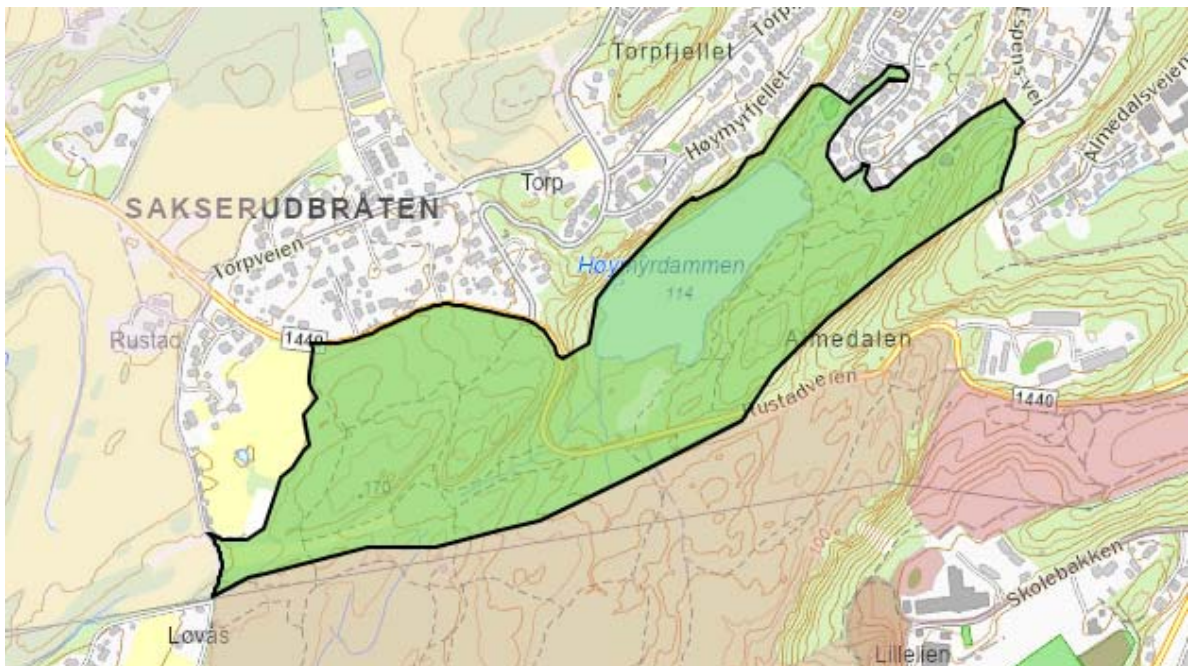 Torpfjellet
Espens vei
Almedalsveien
Høymyrfjellet
Torp
SAKSERUDBRÅTEN
Torpveien
Høymyrdammen
114
Rustad
1440
Almedalen
Rustadveien
1440
170
100
Skolebakken
Løvås
Lillelien